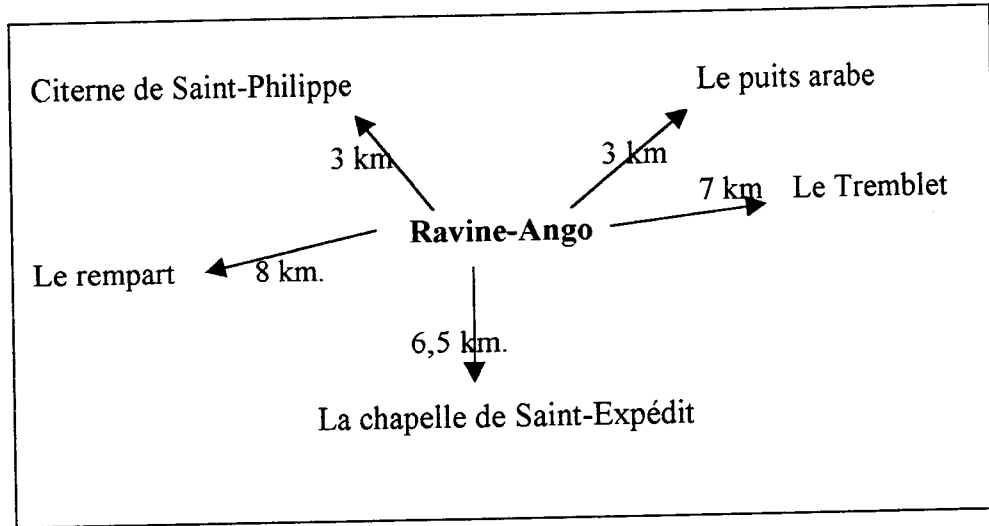 Citerne de Saint-Philippe
Le puits arabe
3 km
3 km
7 km
Le Tremblet
Ravine-Ango
Le rempart
8 km.
6,5 km.
La chapelle de Saint-Expédit